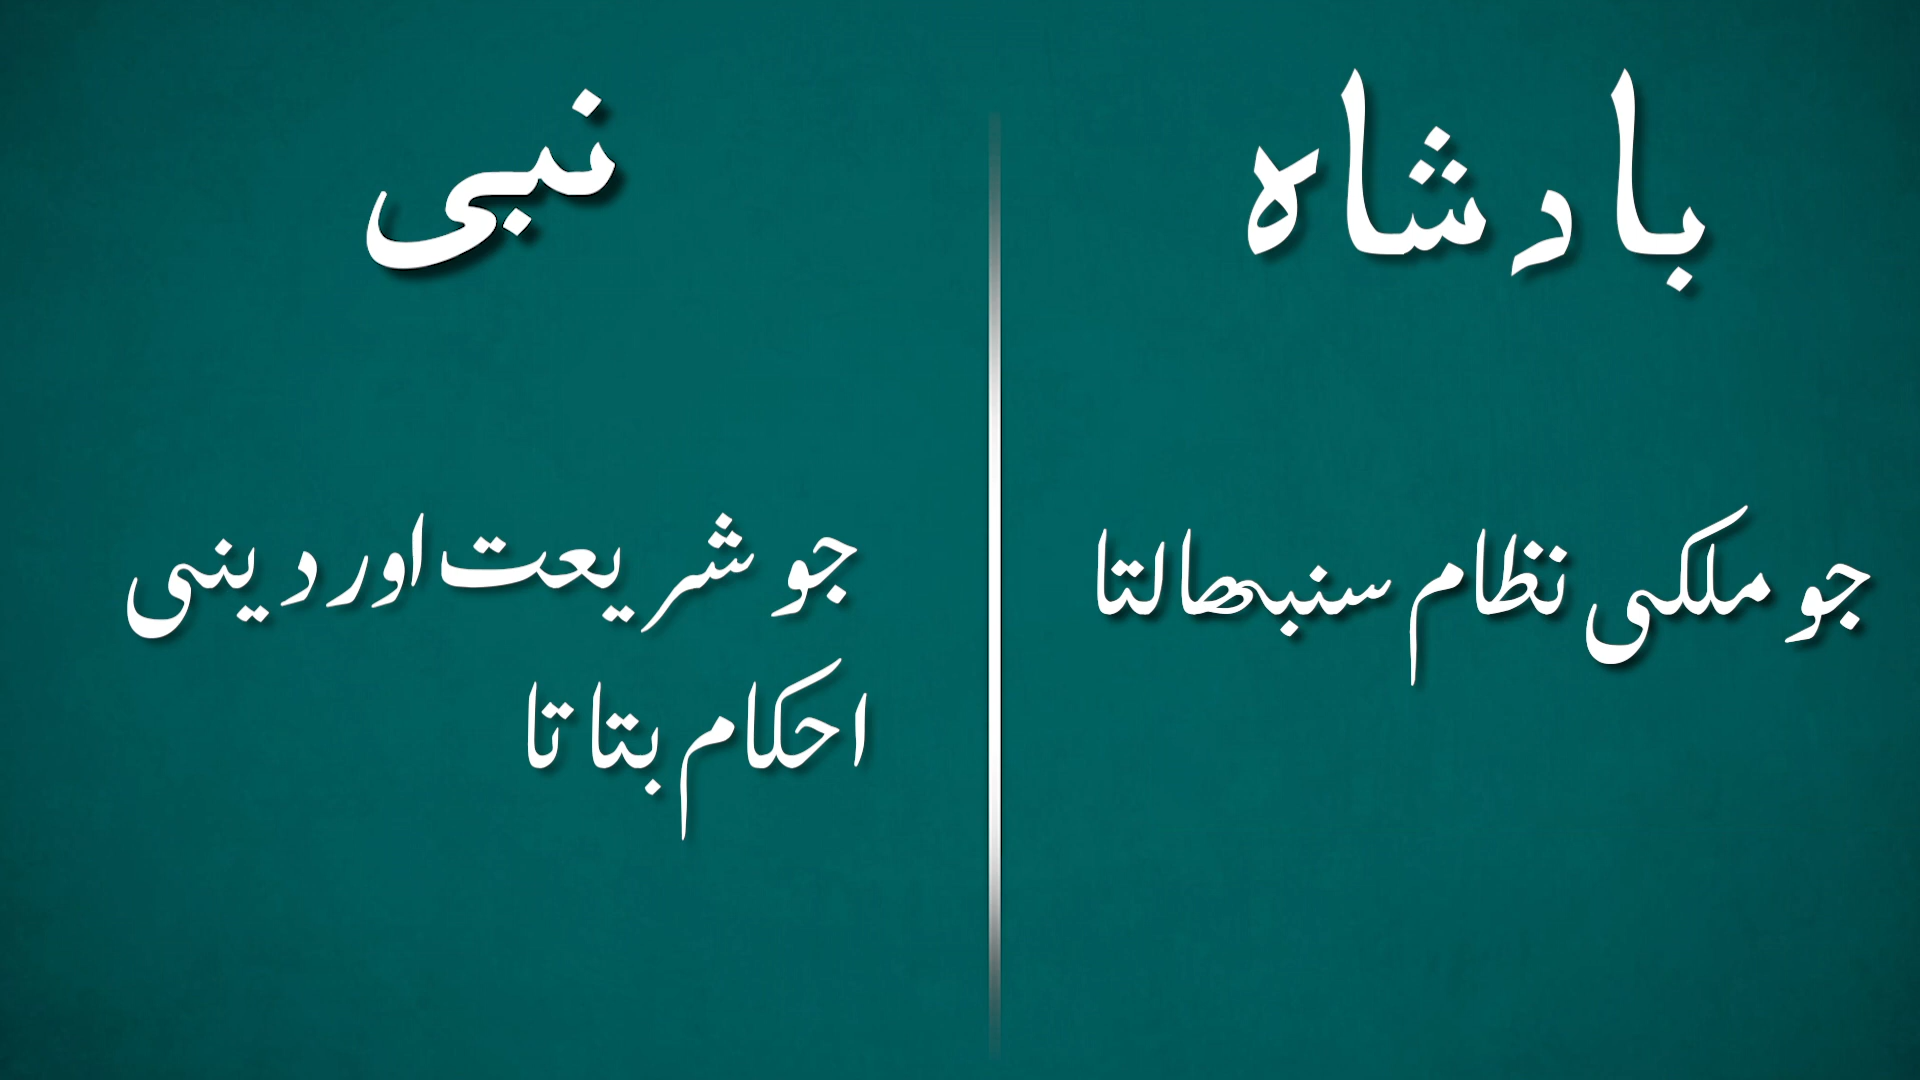 بادشاہ
جو ملکی نظام سنبھالتا
نبی
جو شریعت اور دینی
احکام بتاتا